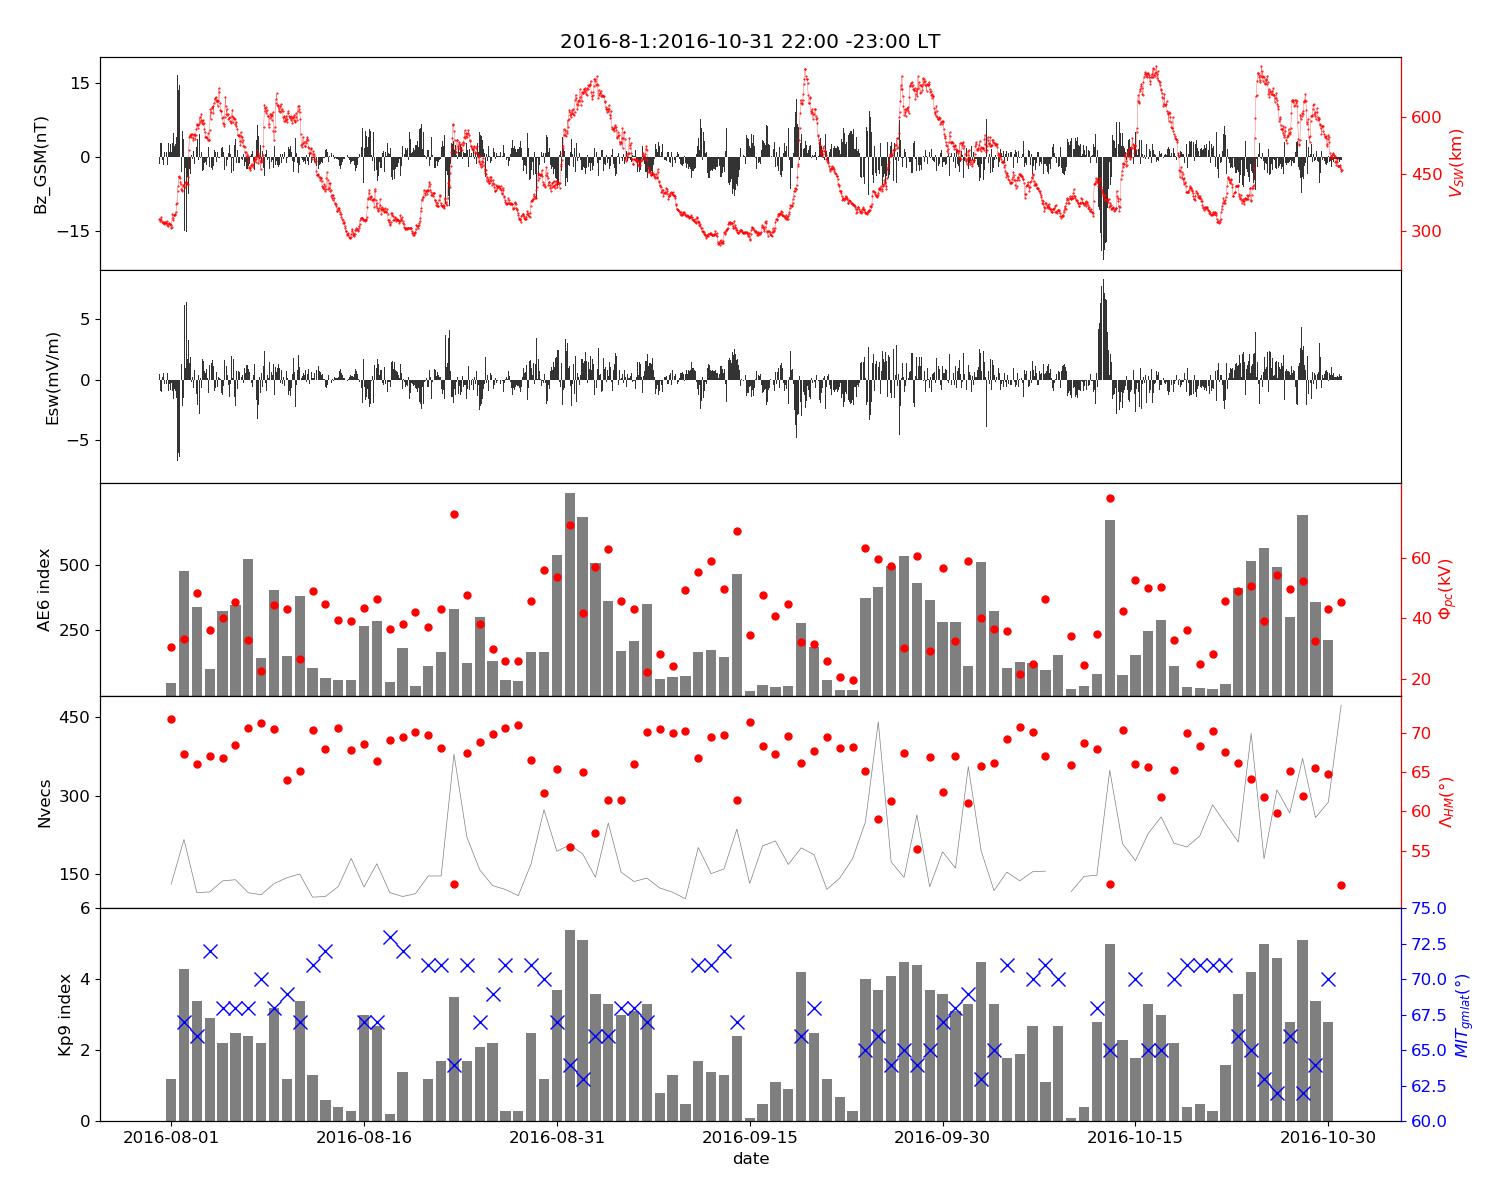 2016-8-1:2016-10-31 22:00 -23:00 LT
Bz_GSM(nT)
15
0
−15
600
450
300
V_SW(km)
Esw(mV/m)
5
0
−5
AE6 index
500
250
60
40
20
Φ_pc(kV)
Nvecs
450
300
150
70
65
60
55
Λ_HM(°)
Kp9 index
6
4
2
0
75.0
72.5
70.0
67.5
65.0
62.5
60.0
MIT_gmlat(°)
2016-08-01 2016-08-16 2016-08-31 2016-09-15 2016-09-30 2016-10-15 2016-10-30
date